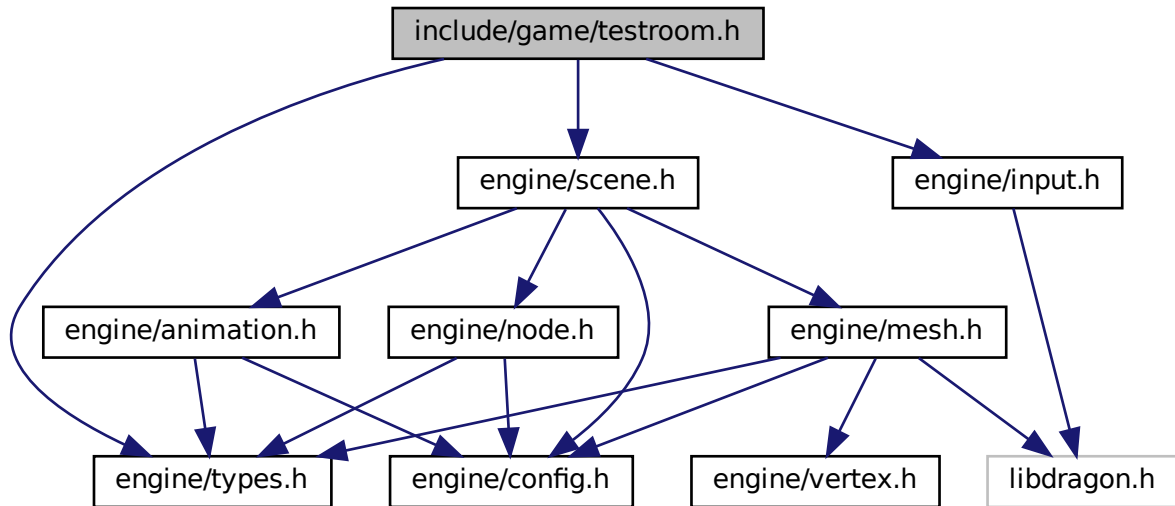 include/game/testroom.h
engine/scene.h
engine/input.h
engine/animation.h
engine/node.h
engine/mesh.h
engine/types.h
engine/config.h
engine/vertex.h
libdragon.h